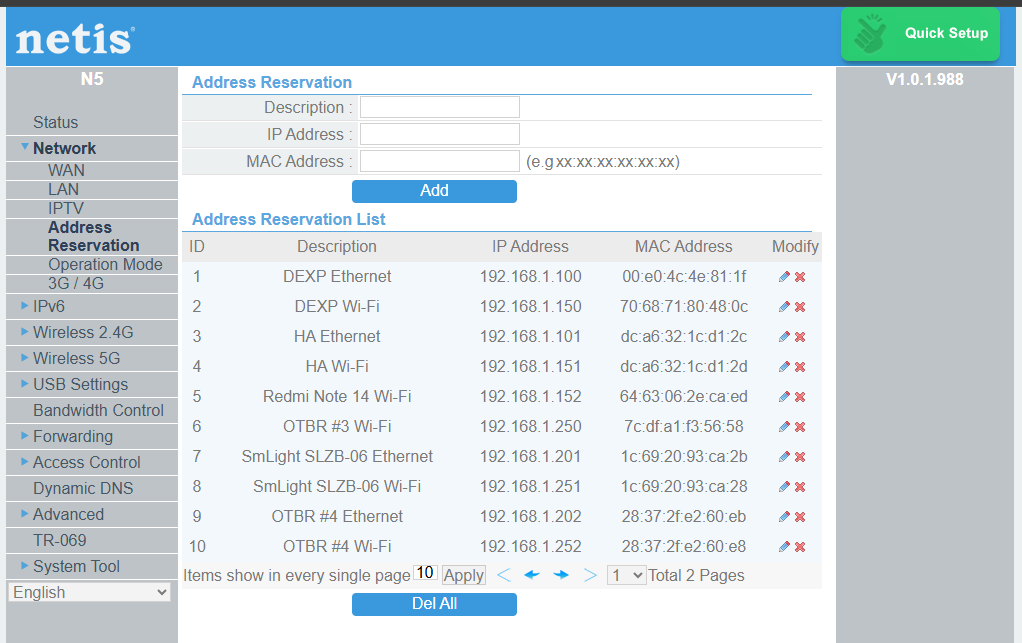 netis
Quick Setup
N5
V1.0.1.988
Status
Network
WAN
LAN
IPTV
Address
Reservation
Operation Mode
3G / 4G
IPv6
Wireless 2.4G
Wireless 5G
USB Settings
Bandwidth Control
Forwarding
Access Control
Dynamic DNS
Advanced
TR-069
System Tool
English
Address Reservation
Description :
IP Address :
MAC Address : (e.g xx:xx:xx:xx:xx:xx)
Add
Address Reservation List
ID Description IP Address MAC Address Modify
1 DEXP Ethernet 192.168.1.100 00:e0:4c:4e:81:1f
2 DEXP Wi-Fi 192.168.1.150 70:68:71:80:48:0c
3 HA Ethernet 192.168.1.101 dc:a6:32:1c:d1:2c
4 HA Wi-Fi 192.168.1.151 dc:a6:32:1c:d1:2d
5 Redmi Note 14 Wi-Fi 192.168.1.152 64:63:06:2e:ca:ed
6 OTBR #3 Wi-Fi 192.168.1.250 7c:df:a1:f3:56:58
7 SmLight SLZB-06 Ethernet 192.168.1.201 1c:69:20:93:ca:2b
8 SmLight SLZB-06 Wi-Fi 192.168.1.251 1c:69:20:93:ca:28
9 OTBR #4 Ethernet 192.168.1.202 28:37:2f:e2:60:eb
10 OTBR #4 Wi-Fi 192.168.1.252 28:37:2f:e2:60:e8
Items show in every single page 10 Apply 1 Total 2 Pages
Del All